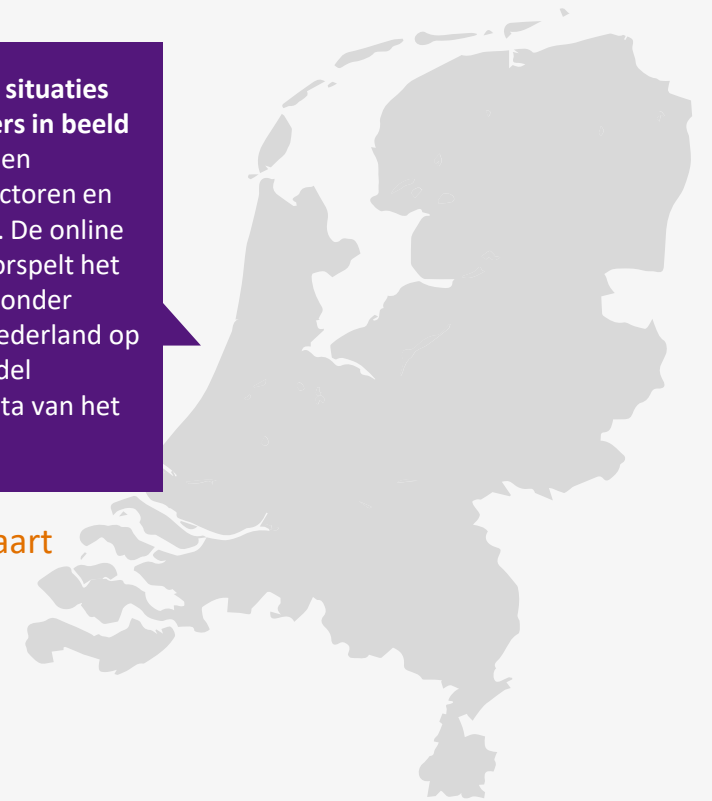 situaties
ers in beeld
en
ctoren en
. De online
orspelt het
onder
ederland op
del
ta van het
aart